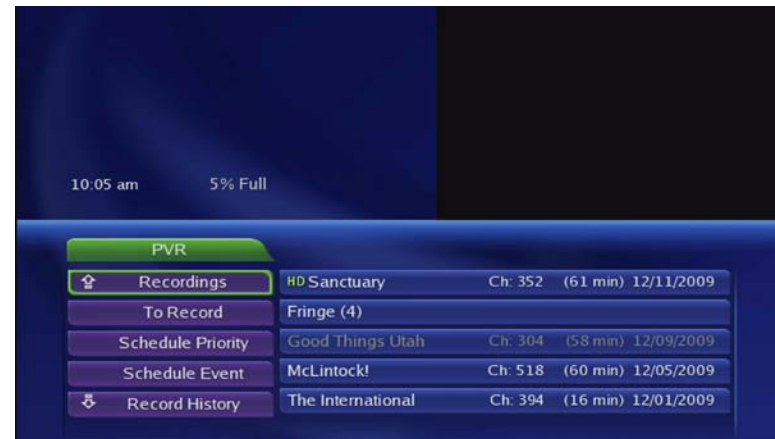 10:05 am 5% Full
PVR
Recordings HD Sanctuary Ch: 352 (61 min) 12/11/2009
To Record Fringe (4)
Schedule Priority Good Things Utah Ch: 304 (58 min) 12/09/2009
Schedule Event McLintock! Ch: 518 (60 min) 12/05/2009
Record History The International Ch: 394 (16 min) 12/01/2009